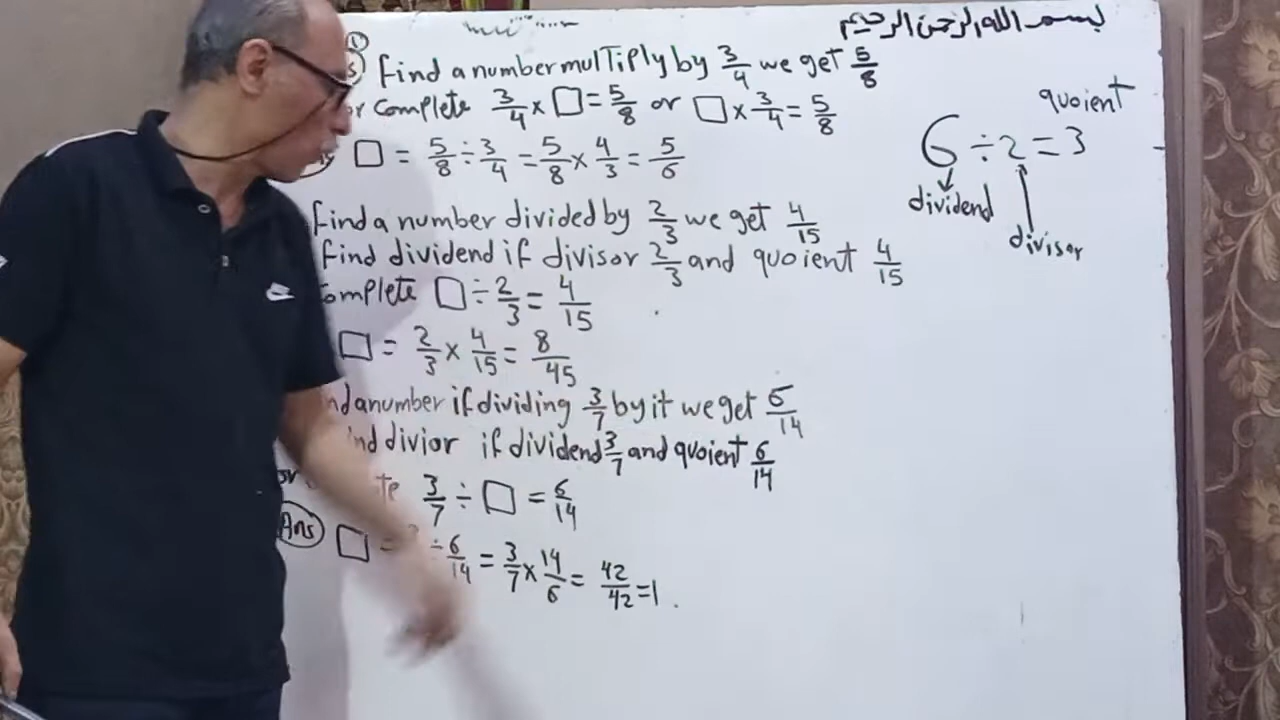 بسم الله الرحمن الرحيم
Find a number multiply by 3/4 we get 5/8
or complete 3/4 × □ = 5/8 or □ × 3/4 = 5/8
□ = 5/8 ÷ 3/4 = 5/8 × 4/3 = 5/6
Find a number divided by 2/3 we get 4/15
Find dividend if divisor 2/3 and quoient 4/15
omplete □ ÷ 2/3 = 4/15
□ = 2/3 × 4/15 = 8/45
nd a number if dividing 3/7 by it we get 6/14
ind divior if dividend 3/7 and quoient 6/14
or te 3/7 ÷ □ = 6/14
Ans □ = ÷ 6/14 = 3/7 × 14/6 = 42/42 = 1 .
quoient
6 ÷ 2 = 3
dividend
divisor